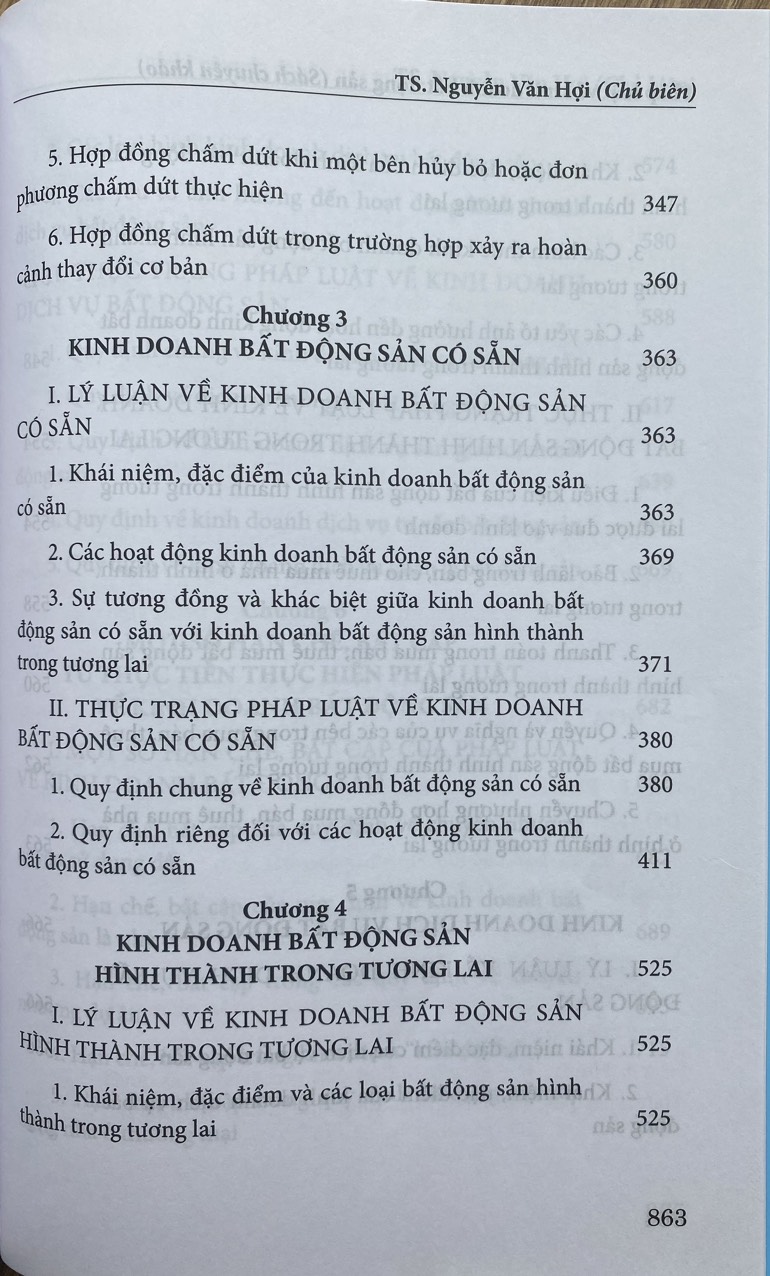 TS. Nguyễn Văn Hợi (Chủ biên)
5. Hợp đồng chấm dứt khi một bên hủy bỏ hoặc đơn
phương chấm dứt thực hiện 347
6. Hợp đồng chấm dứt trong trường hợp xảy ra hoàn
cảnh thay đổi cơ bản 360
Chương 3
KINH DOANH BẤT ĐỘNG SẢN CÓ SẴN 363
I. LÝ LUẬN VỀ KINH DOANH BẤT ĐỘNG SẢN
CÓ SẴN 363
1. Khái niệm, đặc điểm của kinh doanh bất động sản
có sẵn 363
2. Các hoạt động kinh doanh bất động sản có sẵn 369
3. Sự tương đồng và khác biệt giữa kinh doanh bất
động sản có sẵn với kinh doanh bất động sản hình thành
trong tương lai 371
II. THỰC TRẠNG PHÁP LUẬT VỀ KINH DOANH
BẤT ĐỘNG SẢN CÓ SẴN 380
1. Quy định chung về kinh doanh bất động sản có sẵn 380
2. Quy định riêng đối với các hoạt động kinh doanh
bất động sản có sẵn 411
Chương 4
KINH DOANH BẤT ĐỘNG SẢN
HÌNH THÀNH TRONG TƯƠNG LAI 525
I. LÝ LUẬN VỀ KINH DOANH BẤT ĐỘNG SẢN
HÌNH THÀNH TRONG TƯƠNG LAI 525
1. Khái niệm, đặc điểm và các loại bất động sản hình
thành trong tương lai 525
863